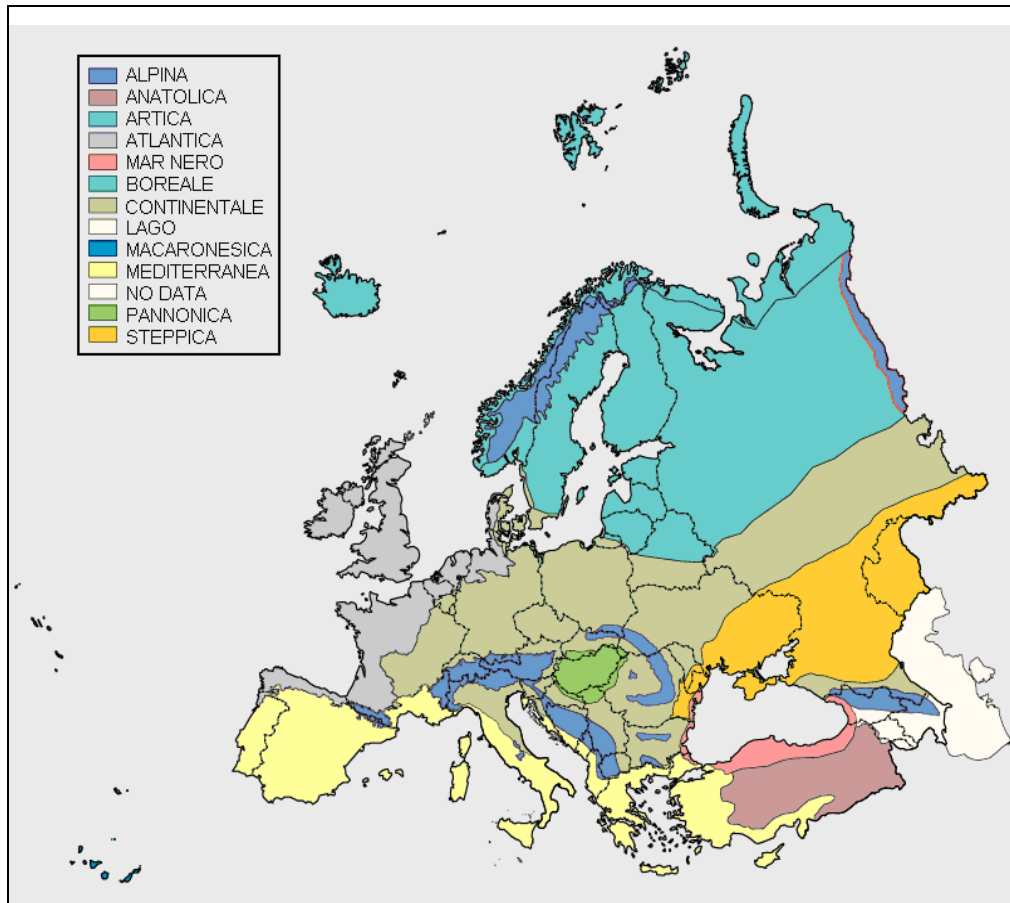 ALPINA
ANATOLICA
ARTICA
ATLANTICA
MAR NERO
BOREALE
CONTINENTALE
LAGO
MACARONESICA
MEDITERRANEA
NO DATA
PANNONICA
STEPPICA